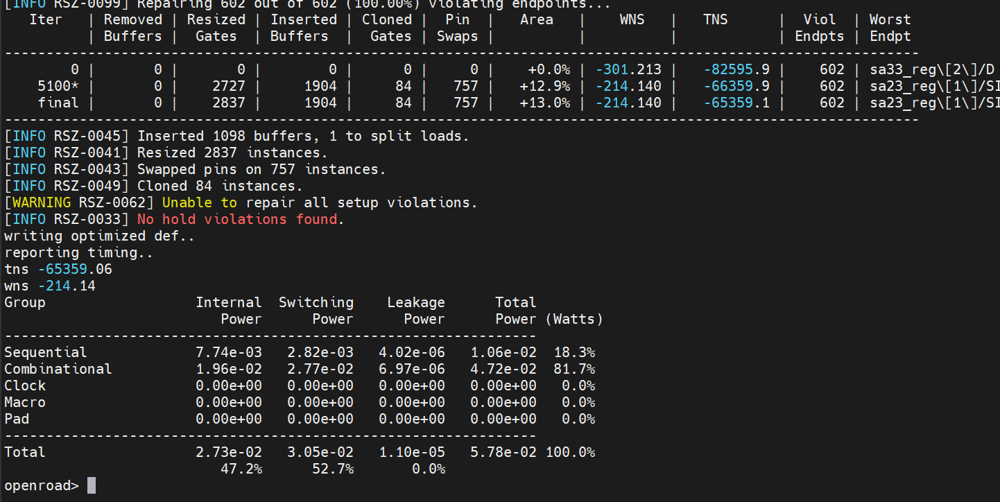 [INFO RSZ-0099] Repairing 602 out of 602 (100.00%) violating endpoints...
   Iter   | Removed | Resized | Inserted | Cloned |  Pin  |   Area   |    WNS   |   TNS      |  Viol  | Worst
          | Buffers |  Gates  | Buffers  |  Gates | Swaps |          |          |            | Endpts | Endpt
--------------------------------------------------------------------------------------------------------------
        0 |       0 |       0 |        0 |      0 |     0 |    +0.0% | -301.213 |   -82595.9 |    602 | sa33_reg\[2\]/D
    5100* |       0 |    2727 |     1904 |     84 |   757 |   +12.9% | -214.140 |   -66359.9 |    602 | sa23_reg\[1\]/SI
    final |       0 |    2837 |     1904 |     84 |   757 |   +13.0% | -214.140 |   -65359.1 |    602 | sa23_reg\[1\]/SI
--------------------------------------------------------------------------------------------------------------
[INFO RSZ-0045] Inserted 1098 buffers, 1 to split loads.
[INFO RSZ-0041] Resized 2837 instances.
[INFO RSZ-0043] Swapped pins on 757 instances.
[INFO RSZ-0049] Cloned 84 instances.
[WARNING RSZ-0062] Unable to repair all setup violations.
[INFO RSZ-0033] No hold violations found.
writing optimized def..
reporting timing..
tns -65359.06
wns -214.14
Group                  Internal  Switching    Leakage      Total
                          Power      Power      Power      Power (Watts)
----------------------------------------------------------------
Sequential             7.74e-03   2.82e-03   4.02e-06   1.06e-02  18.3%
Combinational          1.96e-02   2.77e-02   6.97e-06   4.72e-02  81.7%
Clock                  0.00e+00   0.00e+00   0.00e+00   0.00e+00   0.0%
Macro                  0.00e+00   0.00e+00   0.00e+00   0.00e+00   0.0%
Pad                    0.00e+00   0.00e+00   0.00e+00   0.00e+00   0.0%
----------------------------------------------------------------
Total                  2.73e-02   3.05e-02   1.10e-05   5.78e-02 100.0%
                          47.2%      52.7%       0.0%
openroad>